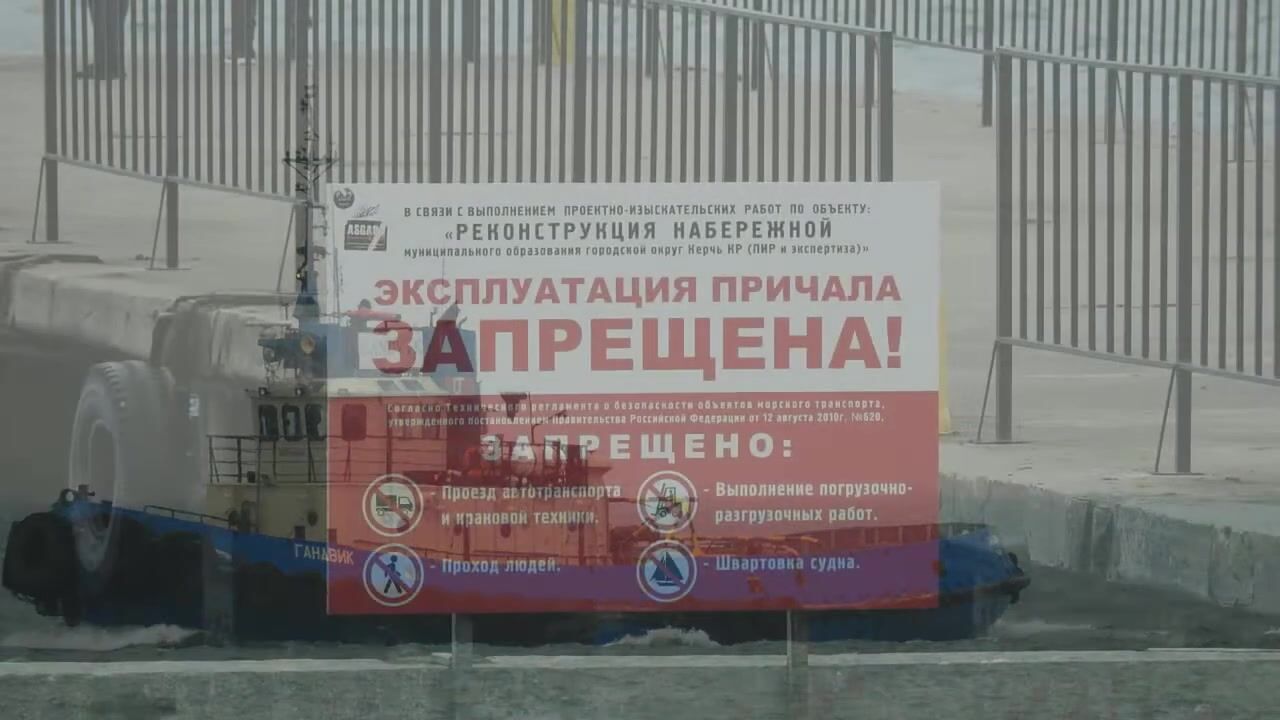 В СВЯЗИ С ВЫПОЛНЕНИЕМ ПРОЕКТНО-ИЗЫСКАТЕЛЬСКИХ РАБОТ ПО ОБЪЕКТУ:
ASGARD
«РЕКОНСТРУКЦИЯ НАБЕРЕЖНОЙ
муниципального образования городской округ Керчь КР (ПИР и экспертиза)»
ЭКСПЛУАТАЦИЯ ПРИЧАЛА
ЗАПРЕЩЕНА!
Согласно Технического регламента о безопасности объектов морского транспорта,
утвержденного постановлением Правительства Российской Федерации от 12 августа 2010г. №620.
ЗАПРЕЩЕНО:
- Проезд автотранспорта
и крановой техники.
- Выполнение погрузочно-
разгрузочных работ.
- Проход людей.
- Швартовка судна.
ГАНДВИК